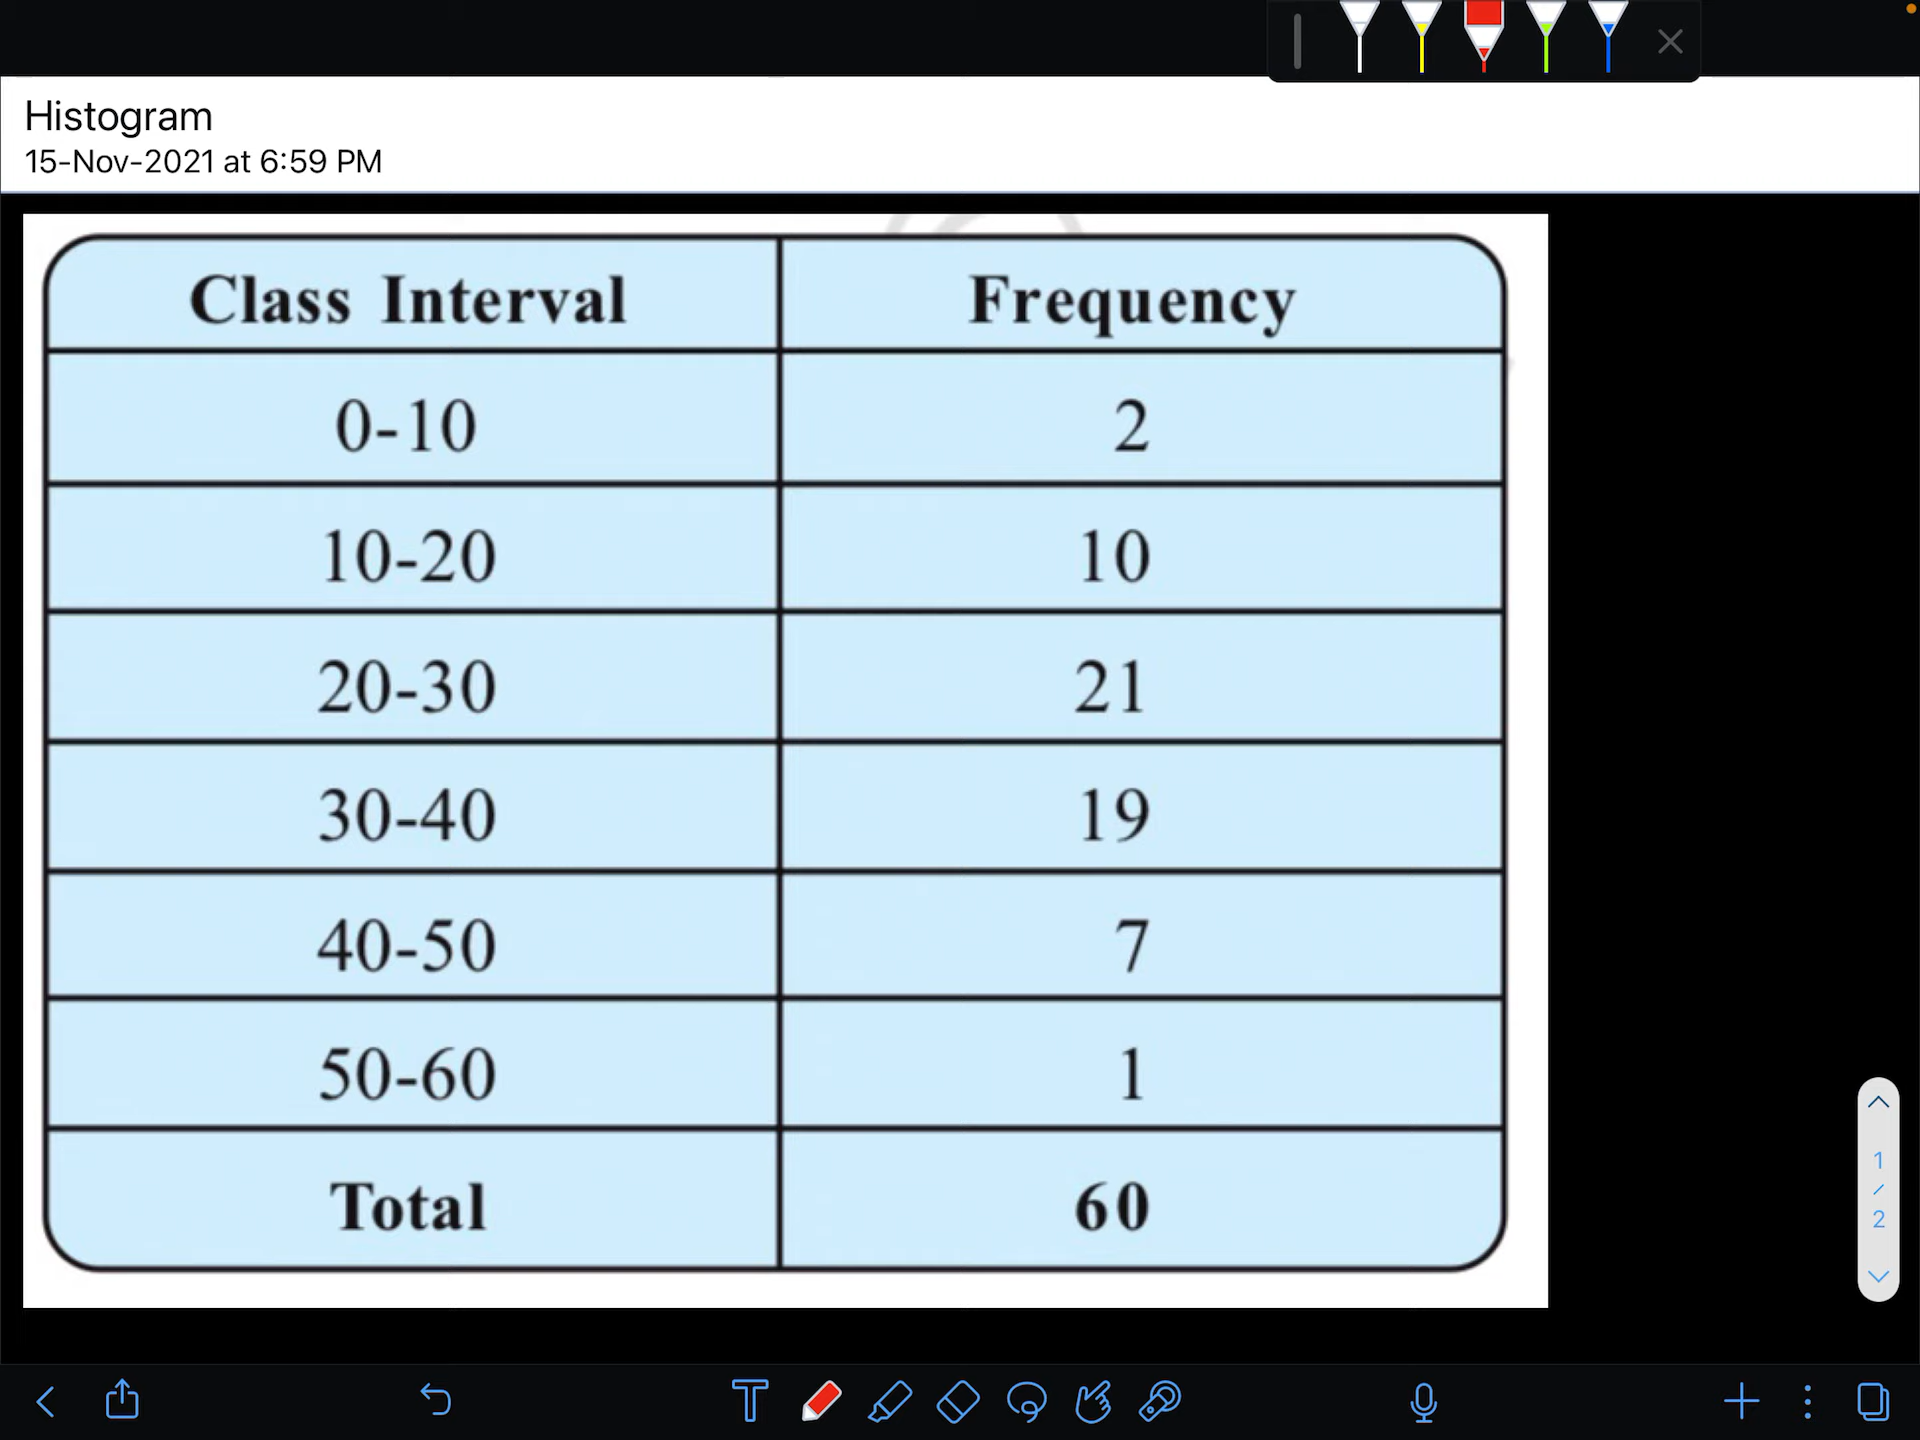 Histogram
15-Nov-2021 at 6:59 PM
Class Interval Frequency
0-10 2
10-20 10
20-30 21
30-40 19
40-50 7
50-60 1
Total 60
1
/
2
T